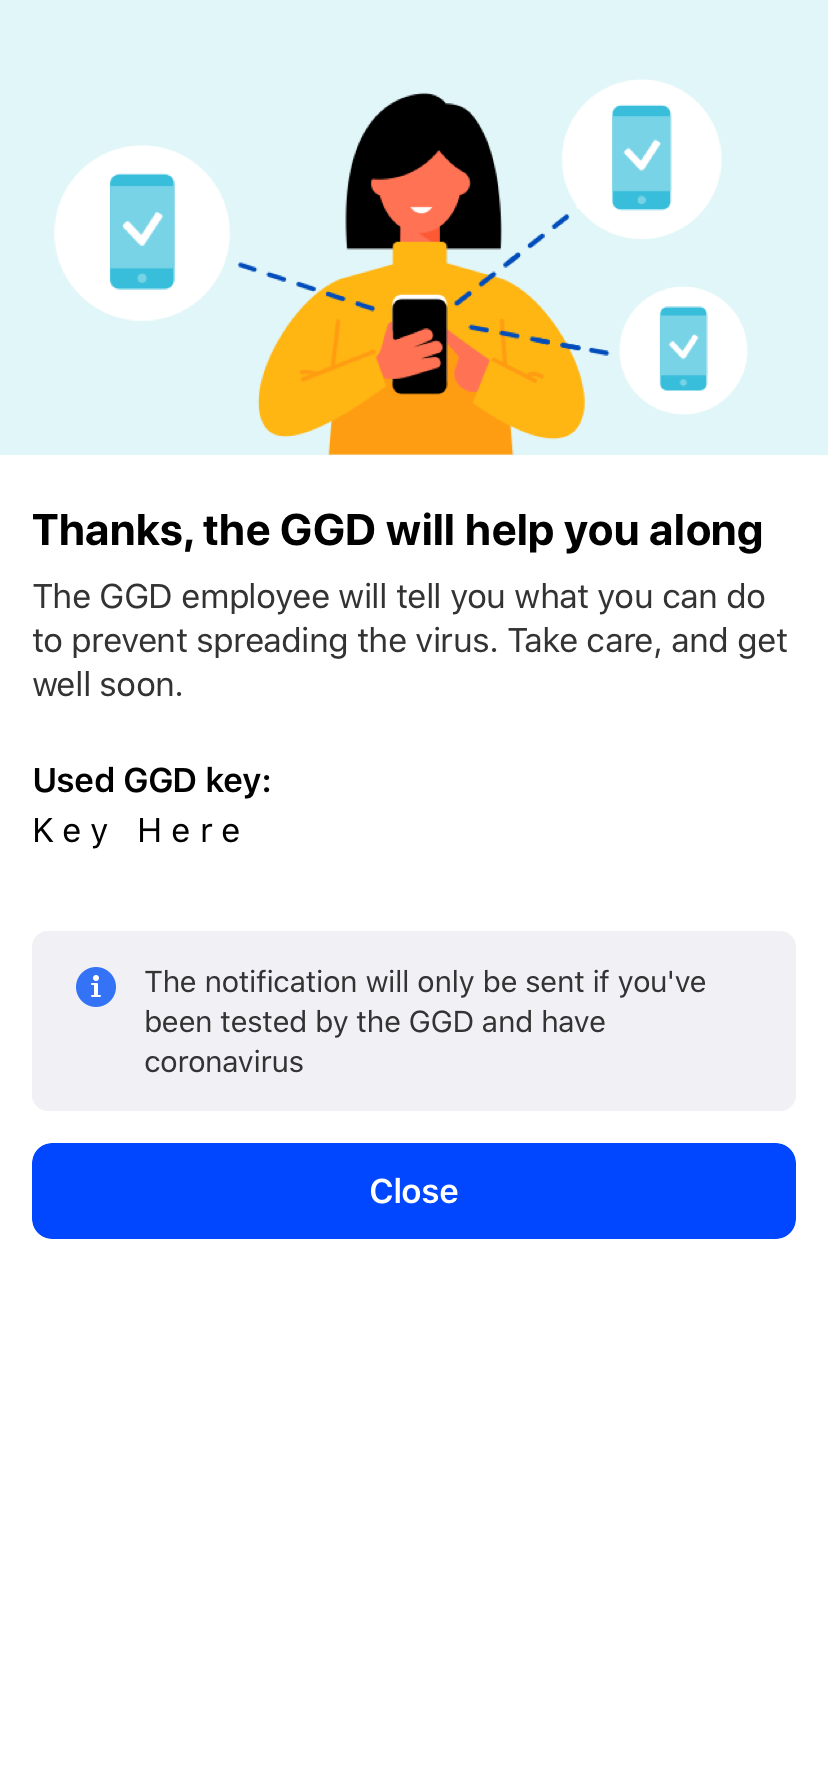 Thanks, the GGD will help you along
The GGD employee will tell you what you can do
to prevent spreading the virus. Take care, and get
well soon.
Used GGD key:
Key Here
The notification will only be sent if you've
been tested by the GGD and have
coronavirus
Close